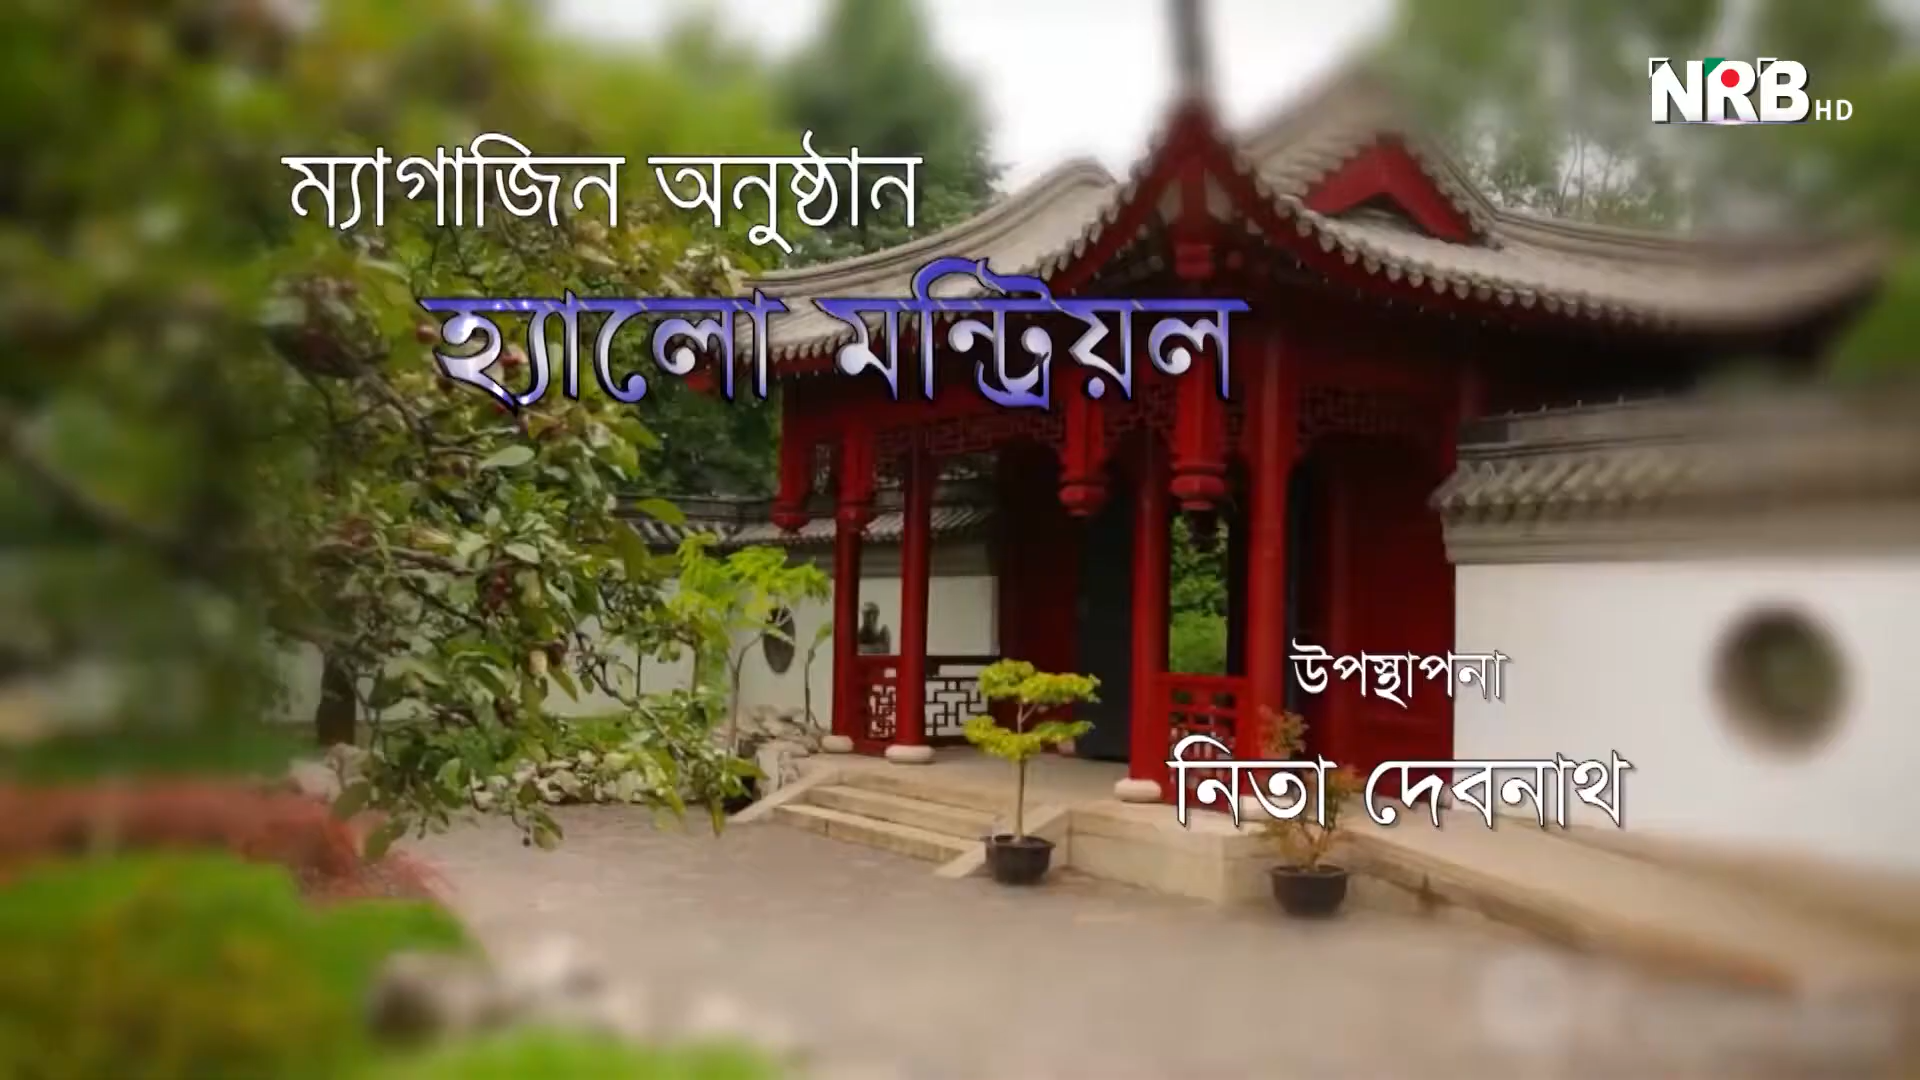 NRB HD
ম্যাগাজিন অনুষ্ঠান
হ্যালো মন্ট্রিয়ল
উপস্থাপনা
নিতা দেবনাথ